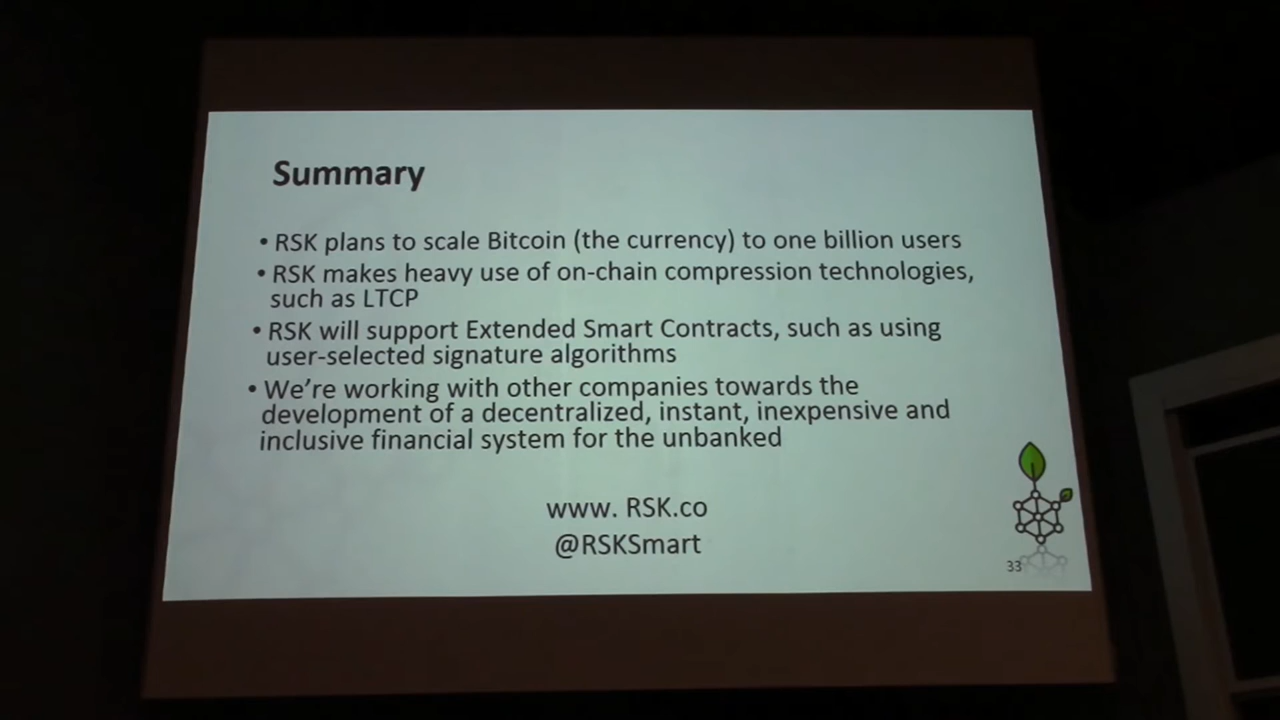 Summary
• RSK plans to scale Bitcoin (the currency) to one billion users
• RSK makes heavy use of on-chain compression technologies,
such as LTCP
• RSK will support Extended Smart Contracts, such as using
user-selected signature algorithms
• We’re working with other companies towards the
development of a decentralized, instant, inexpensive and
inclusive financial system for the unbanked
www. RSK.co
@RSKSmart
33